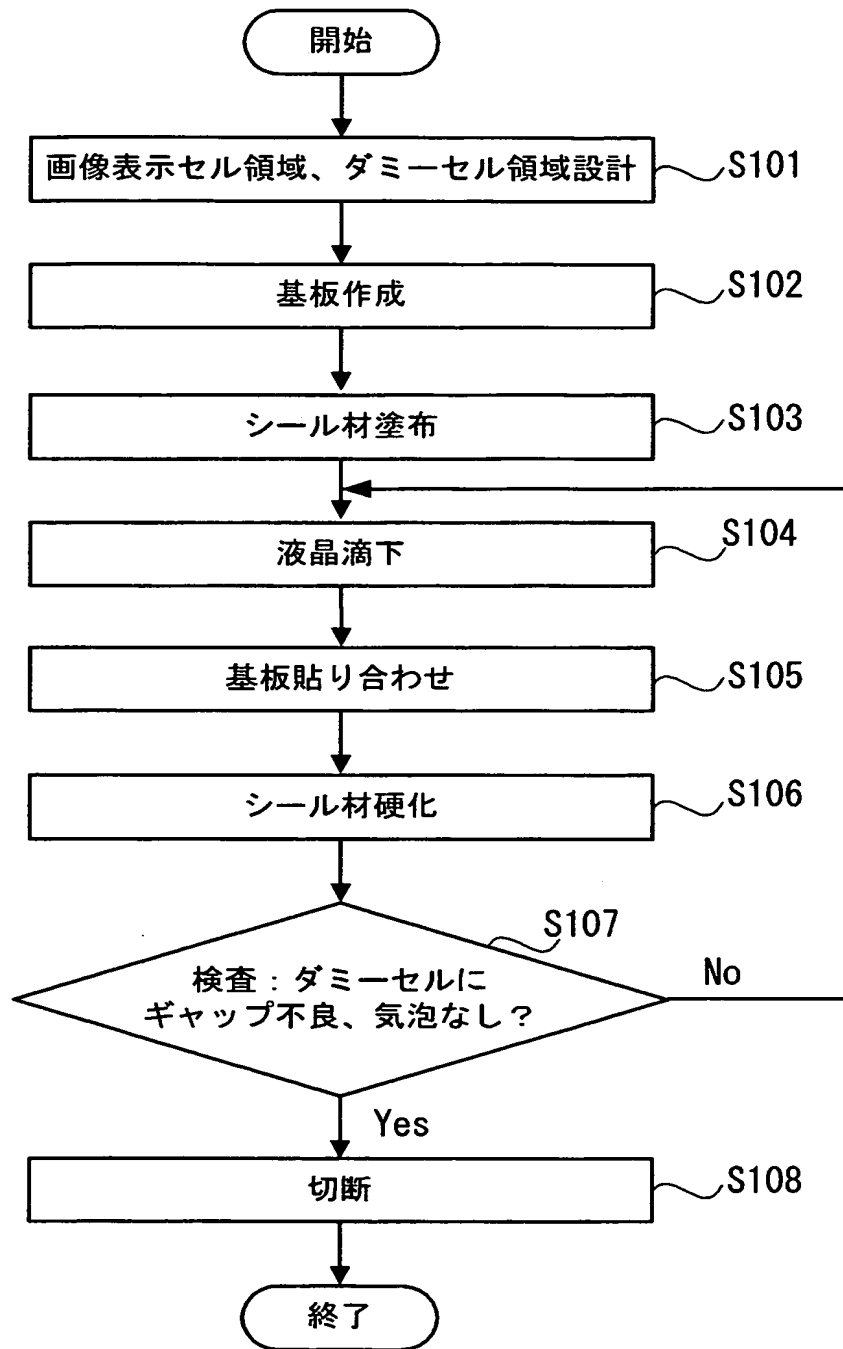 開始
画像表示セル領域、ダミーセル領域設計
S101
基板作成
S102
シール材塗布
S103
液晶滴下
S104
基板貼り合わせ
S105
シール材硬化
S106
S107
検査：ダミーセルに
ギャップ不良、気泡なし？
No
Yes
切断
S108
終了